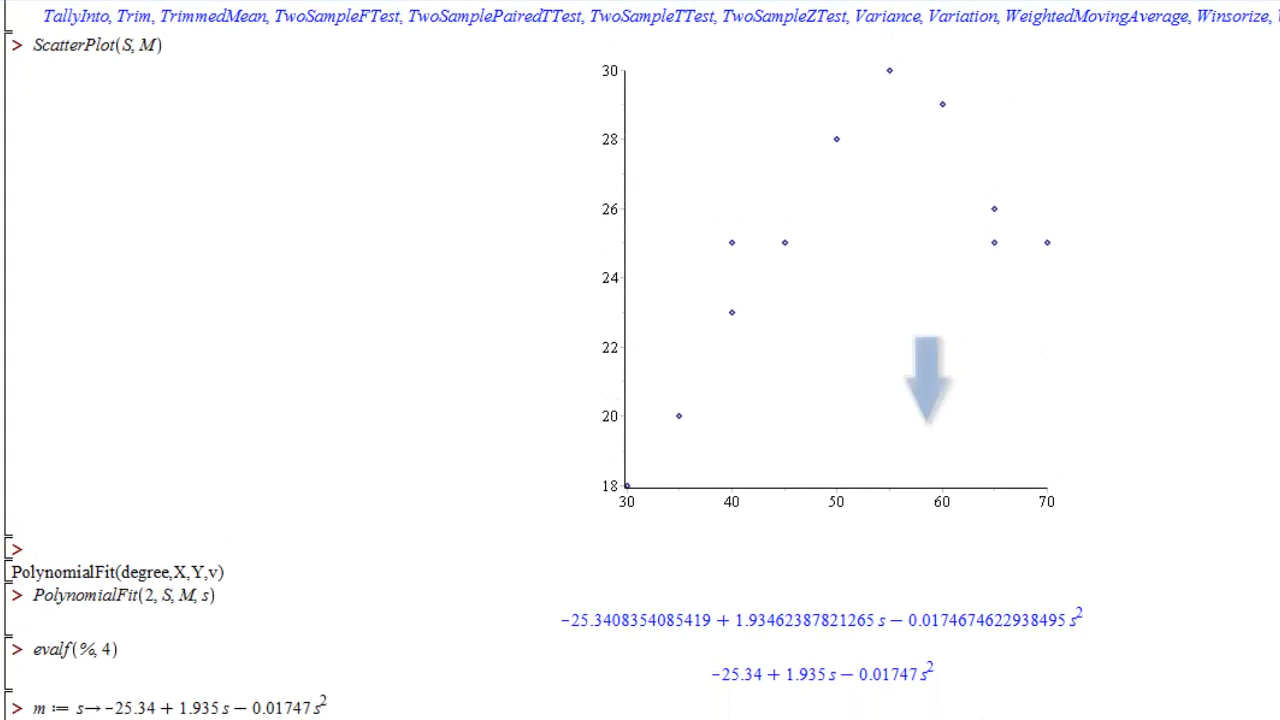 TallyInto, Trim, TrimmedMean, TwoSampleFTest, TwoSamplePairedTTest, TwoSampleTTest, TwoSampleZTest, Variance, Variation, WeightedMovingAverage, Winsorize,
> ScatterPlot(S, M)
30
28
26
24
22
20
18
30 40 50 60 70
>
PolynomialFit(degree,X,Y,v)
> PolynomialFit(2, S, M, s)
−25.3408354085419 + 1.93462387821265 s − 0.0174674622938495 s²
> evalf(%, 4)
−25.34 + 1.935 s − 0.01747 s²
> m := s→−25.34 + 1.935 s − 0.01747 s²